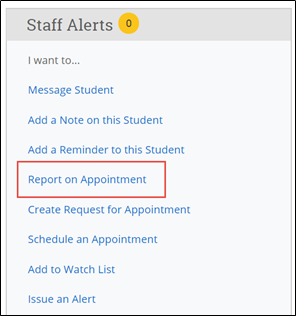 Staff Alerts 0
I want to...
Message Student
Add a Note on this Student
Add a Reminder to this Student
Report on Appointment
Create Request for Appointment
Schedule an Appointment
Add to Watch List
Issue an Alert